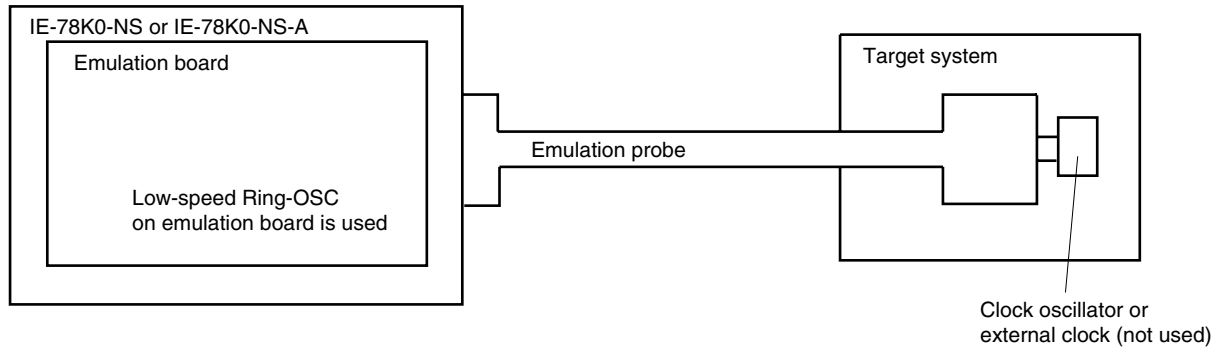 IE-78K0-NS or IE-78K0-NS-A
Emulation board
Low-speed Ring-OSC
on emulation board is used
Emulation probe
Target system
Clock oscillator or
external clock (not used)